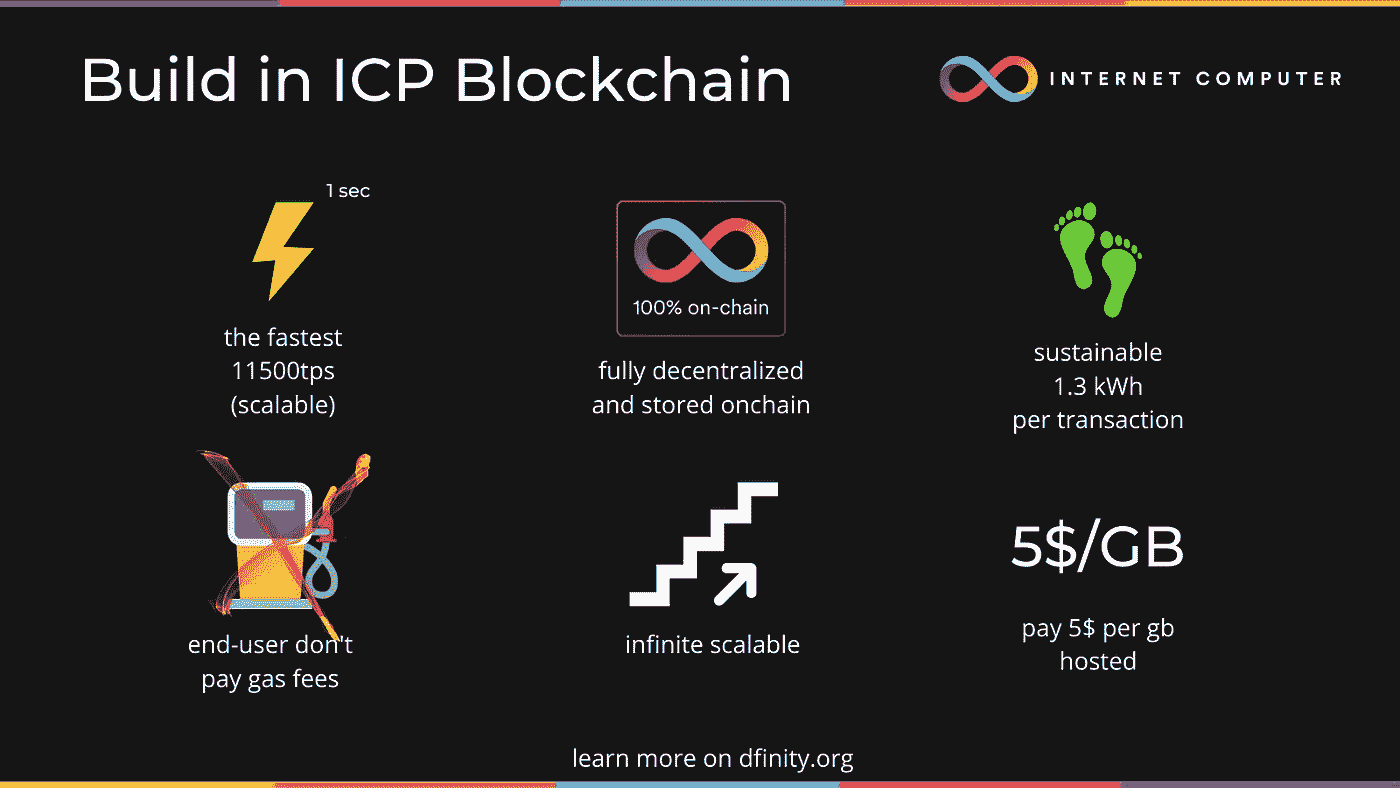 Build in ICP Blockchain
INTERNET COMPUTER
1 sec
the fastest
11500tps
(scalable)
100% on-chain
fully decentralized
and stored onchain
sustainable
1.3 kWh
per transaction
end-user don't
pay gas fees
infinite scalable
5$/GB
pay 5$ per gb
hosted
learn more on dfinity.org